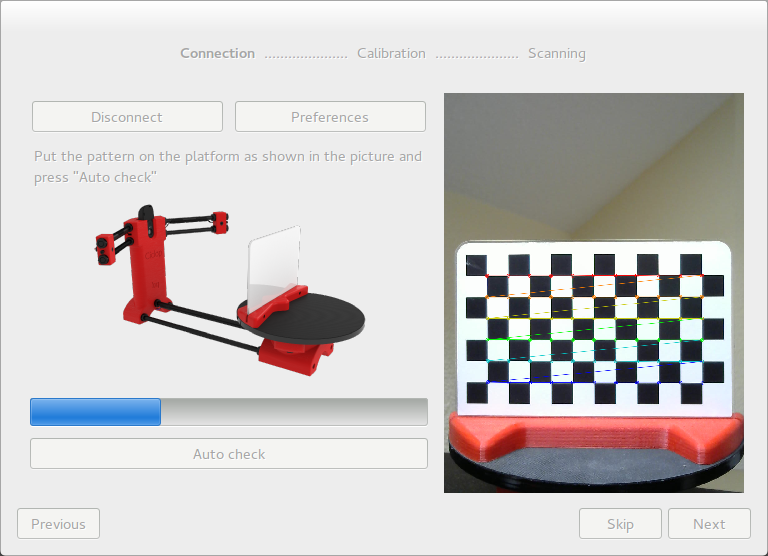 Connection ..................... Calibration ..................... Scanning
Disconnect
Preferences
Put the pattern on the platform as shown in the picture and
press "Auto check"
Auto check
Previous
Skip
Next